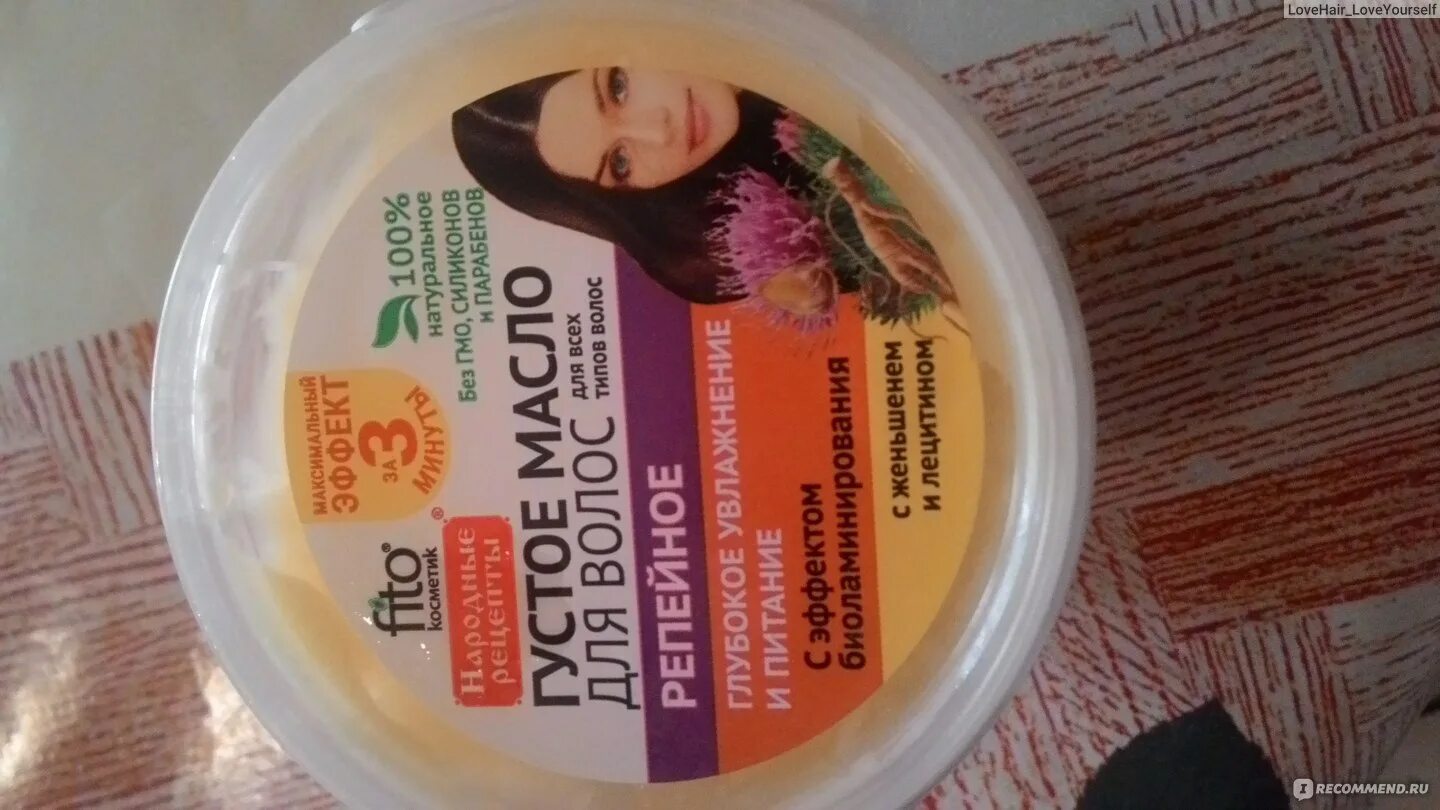 LoveHair_LoveYourself
МАКСИМАЛЬНЫЙ
ЭФФЕКТ
ЗА
3
МИНУТЫ
100%
натуральное
Без ГМО, СИЛИКОНОВ
И ПАРАБЕНОВ
fito®
косметик
Народные®
рецепты
ГУСТОЕ МАСЛО
ДЛЯ ВОЛОС
ДЛЯ ВСЕХ
ТИПОВ ВОЛОС
РЕПЕЙНОЕ
ГЛУБОКОЕ УВЛАЖНЕНИЕ
И ПИТАНИЕ
С эффектом
биоламинирования
с женьшенем
и лецитином
I RECOMMEND.RU